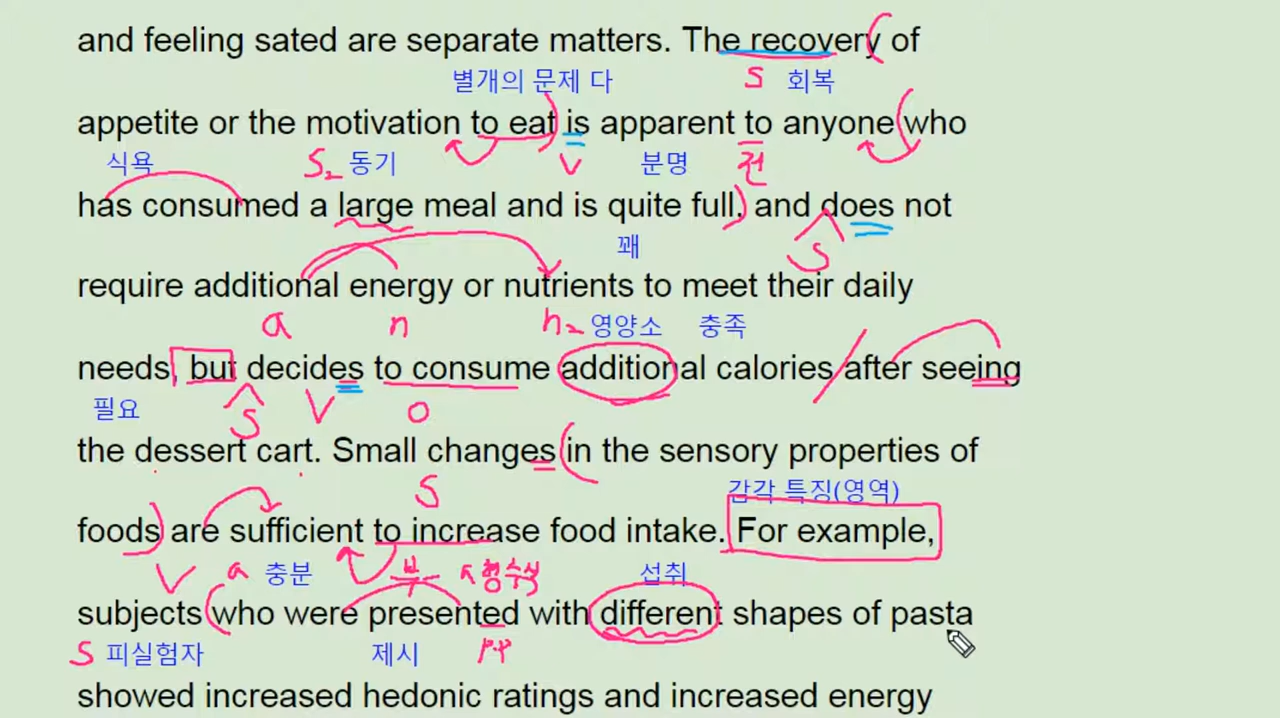 and feeling sated are separate matters. The recovery (of
별개의 문제 다 S 회복
appetite or the motivation to eat) is apparent to anyone (who
식욕 S₂ 동기 V 분명 전
has consumed a large meal and is quite full,) and does not
꽤 S
require additional energy or nutrients to meet their daily
a n n₂ 영양소 충족
needs, but decides to consume additional calories / after seeing
필요 S V O
the dessert cart. Small changes (in the sensory properties of
S 감각 특징(영역)
foods) are sufficient to increase food intake. For example,
V a 충분 부 형수식 섭취
subjects (who were presented with different shapes of pasta
S 피실험자 제시 p.p
showed increased hedonic ratings and increased energy